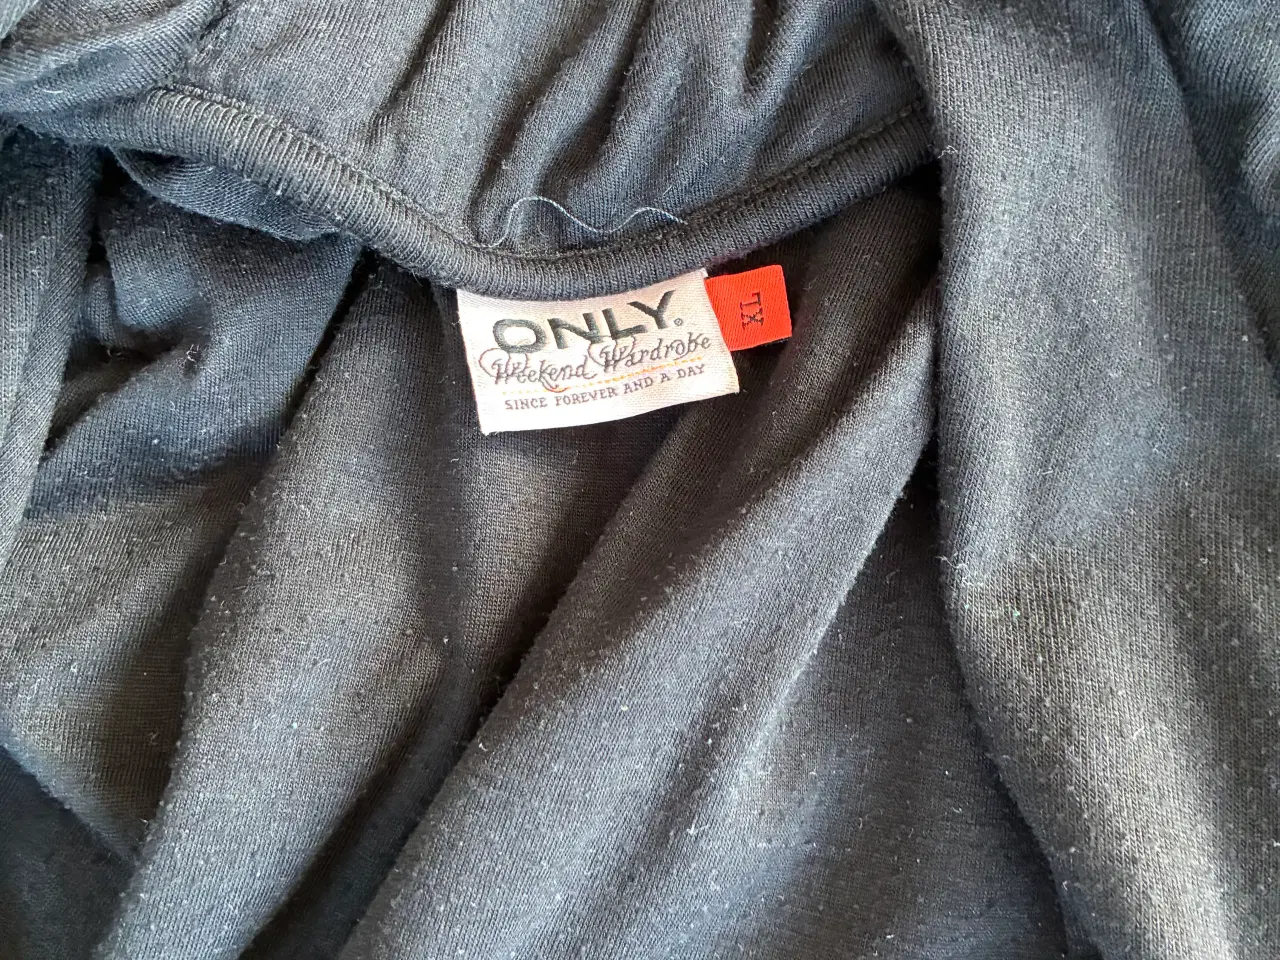 ONLY®
Weekend Wardrobe
SINCE FOREVER AND A DAY
XL